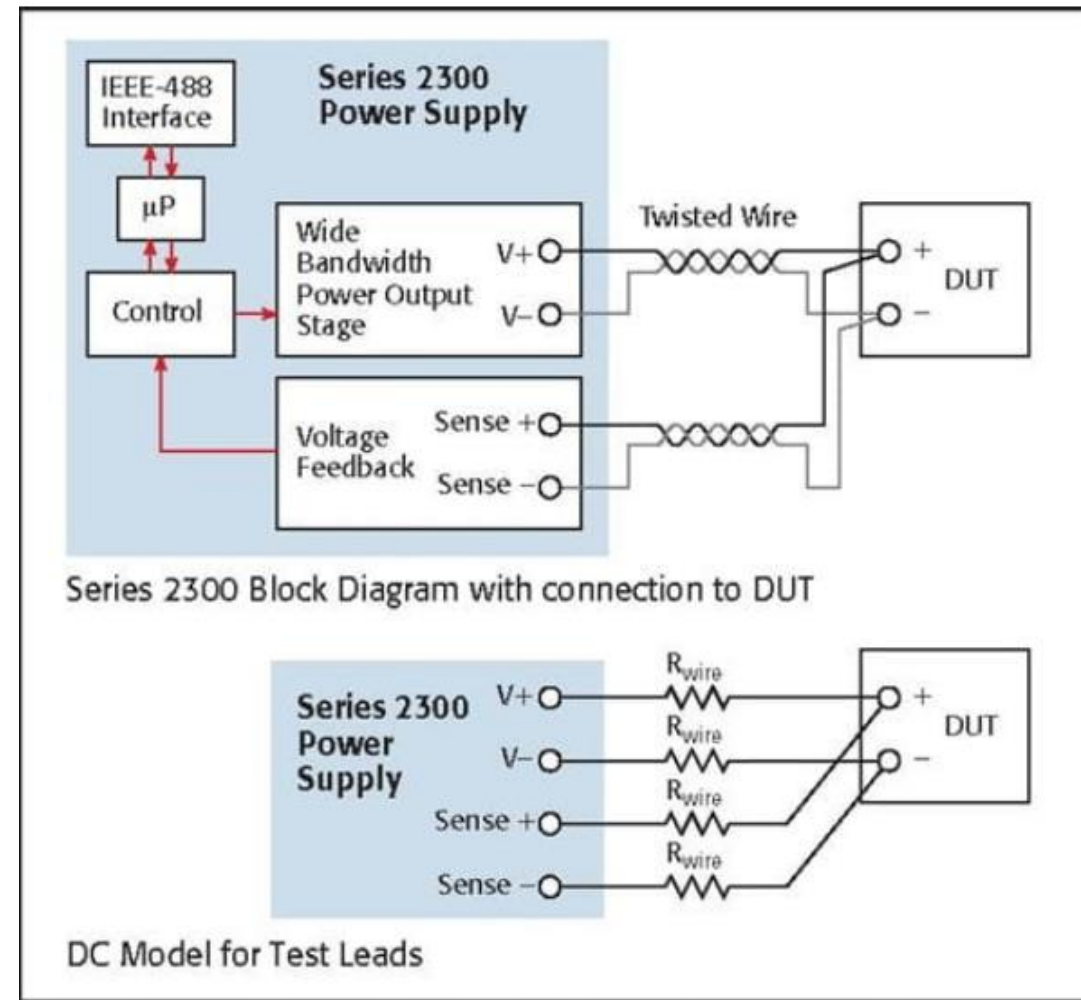 IEEE-488
Interface
Series 2300
Power Supply
μP
Control
Wide
Bandwidth
Power Output
Stage
V+
V–
Twisted Wire
+
DUT
–
Voltage
Feedback
Sense +
Sense –
Series 2300 Block Diagram with connection to DUT
Series 2300
Power
Supply
V+
V–
Sense +
Sense –
Rwire
Rwire
Rwire
Rwire
+
DUT
–
DC Model for Test Leads